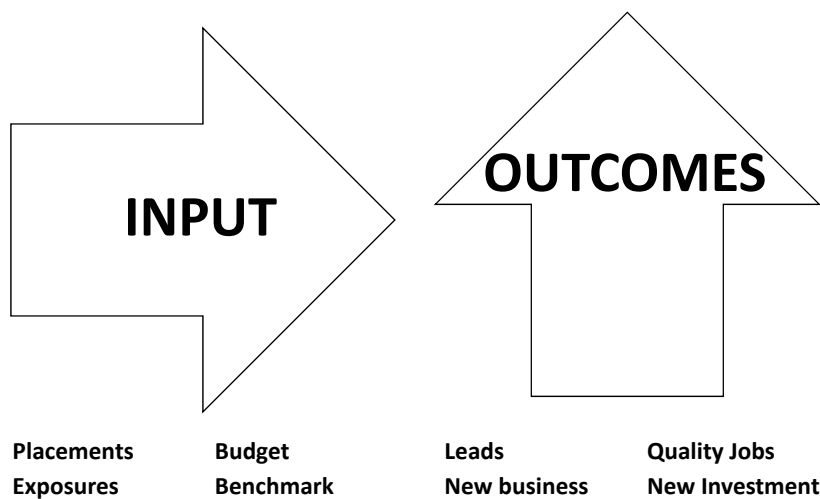 INPUT
OUTCOMES
Placements Budget Leads Quality Jobs
Exposures Benchmark New business New Investment